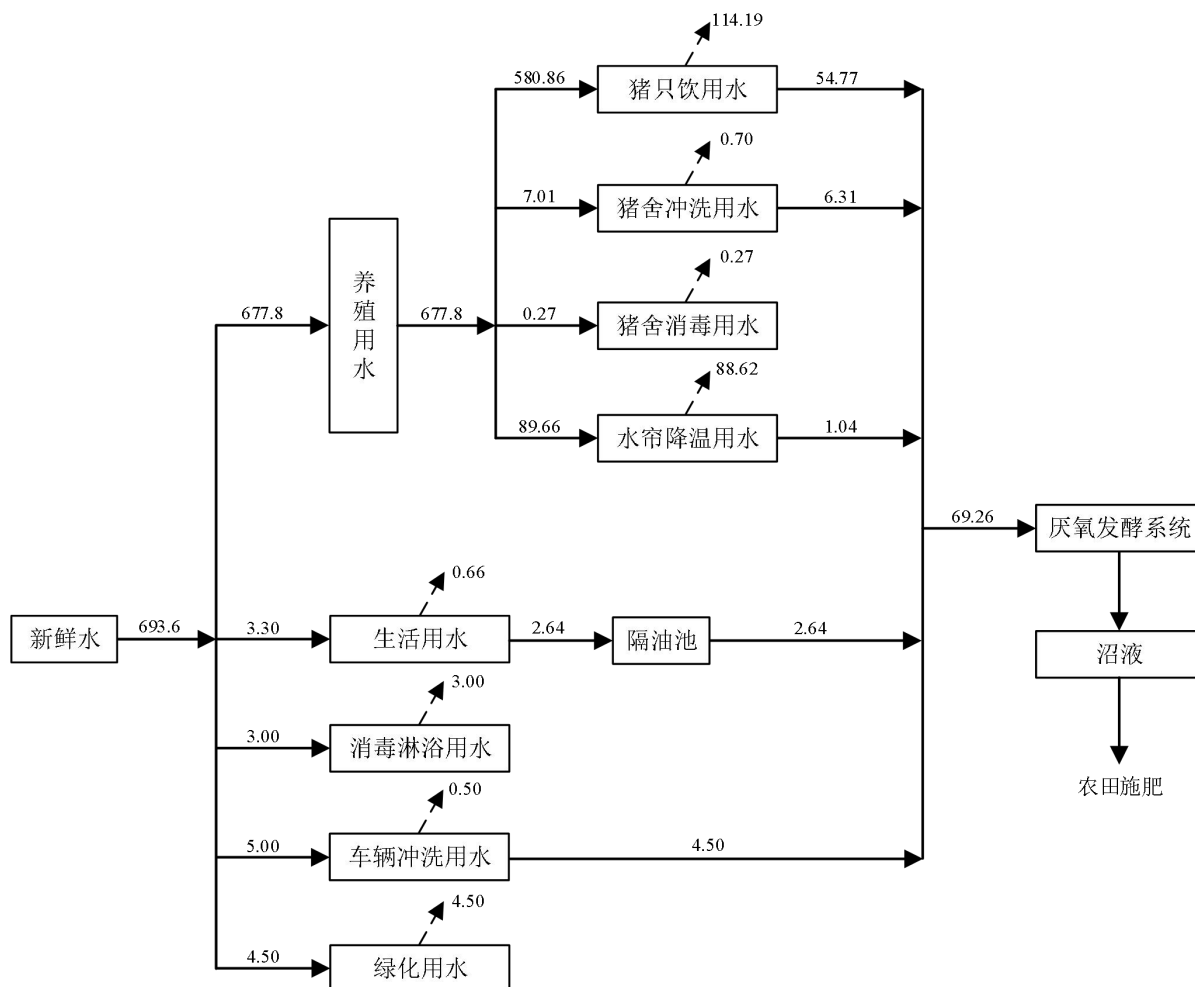 114.19
580.86
猪只饮用水
54.77
0.70
7.01
猪舍冲洗用水
6.31
0.27
677.8
养殖用水
677.8
0.27
猪舍消毒用水
88.62
89.66
水帘降温用水
1.04
69.26
厌氧发酵系统
0.66
新鲜水
693.6
3.30
生活用水
2.64
隔油池
2.64
沼液
3.00
3.00
消毒淋浴用水
农田施肥
0.50
5.00
车辆冲洗用水
4.50
4.50
4.50
绿化用水